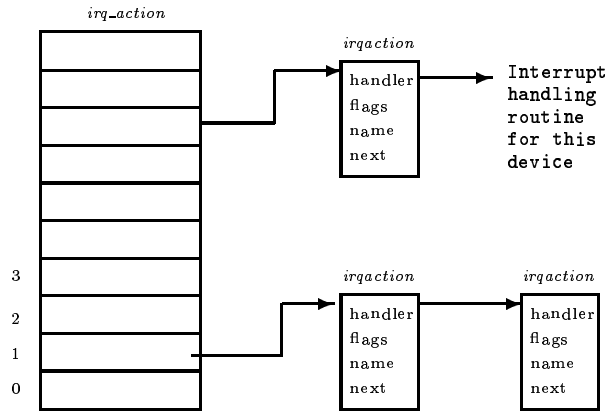 irq_action
irqaction
handler
flags
name
next
Interrupt
handling
routine
for this
device
3
2
1
0
irqaction
handler
flags
name
next
irqaction
handler
flags
name
next